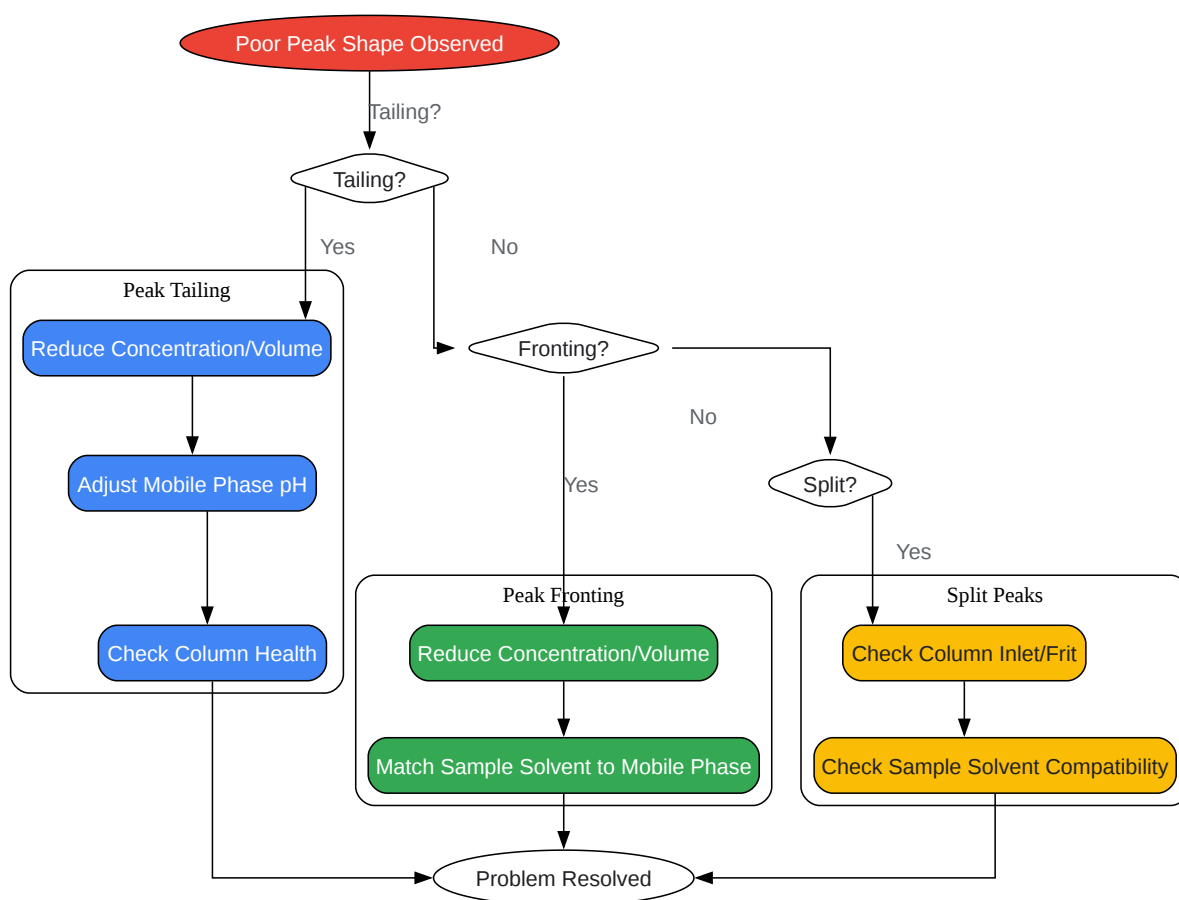 Poor Peak Shape Observed
Tailing?
Tailing?
Yes
No
Peak Tailing
Reduce Concentration/Volume
Fronting?
No
Adjust Mobile Phase pH
Yes
Split?
Yes
Peak Fronting
Split Peaks
Check Column Health
Reduce Concentration/Volume
Check Column Inlet/Frit
Match Sample Solvent to Mobile Phase
Check Sample Solvent Compatibility
Problem Resolved